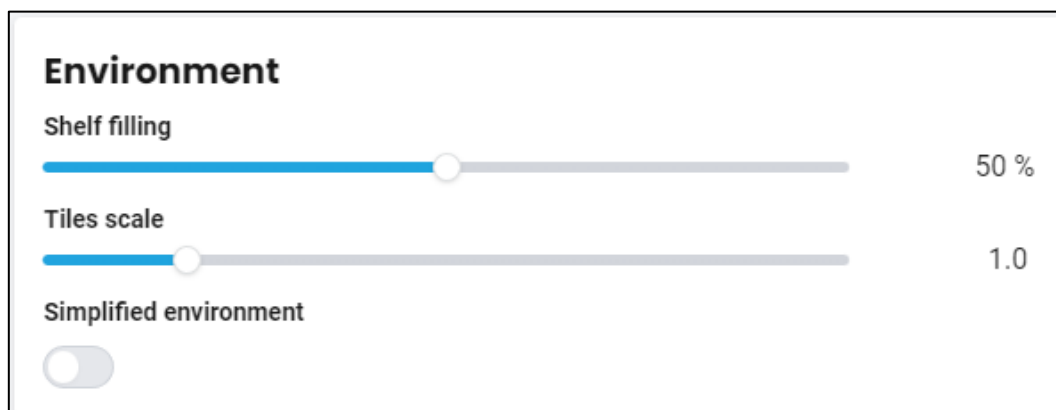 Environment
Shelf filling
50 %
Tiles scale
1.0
Simplified environment